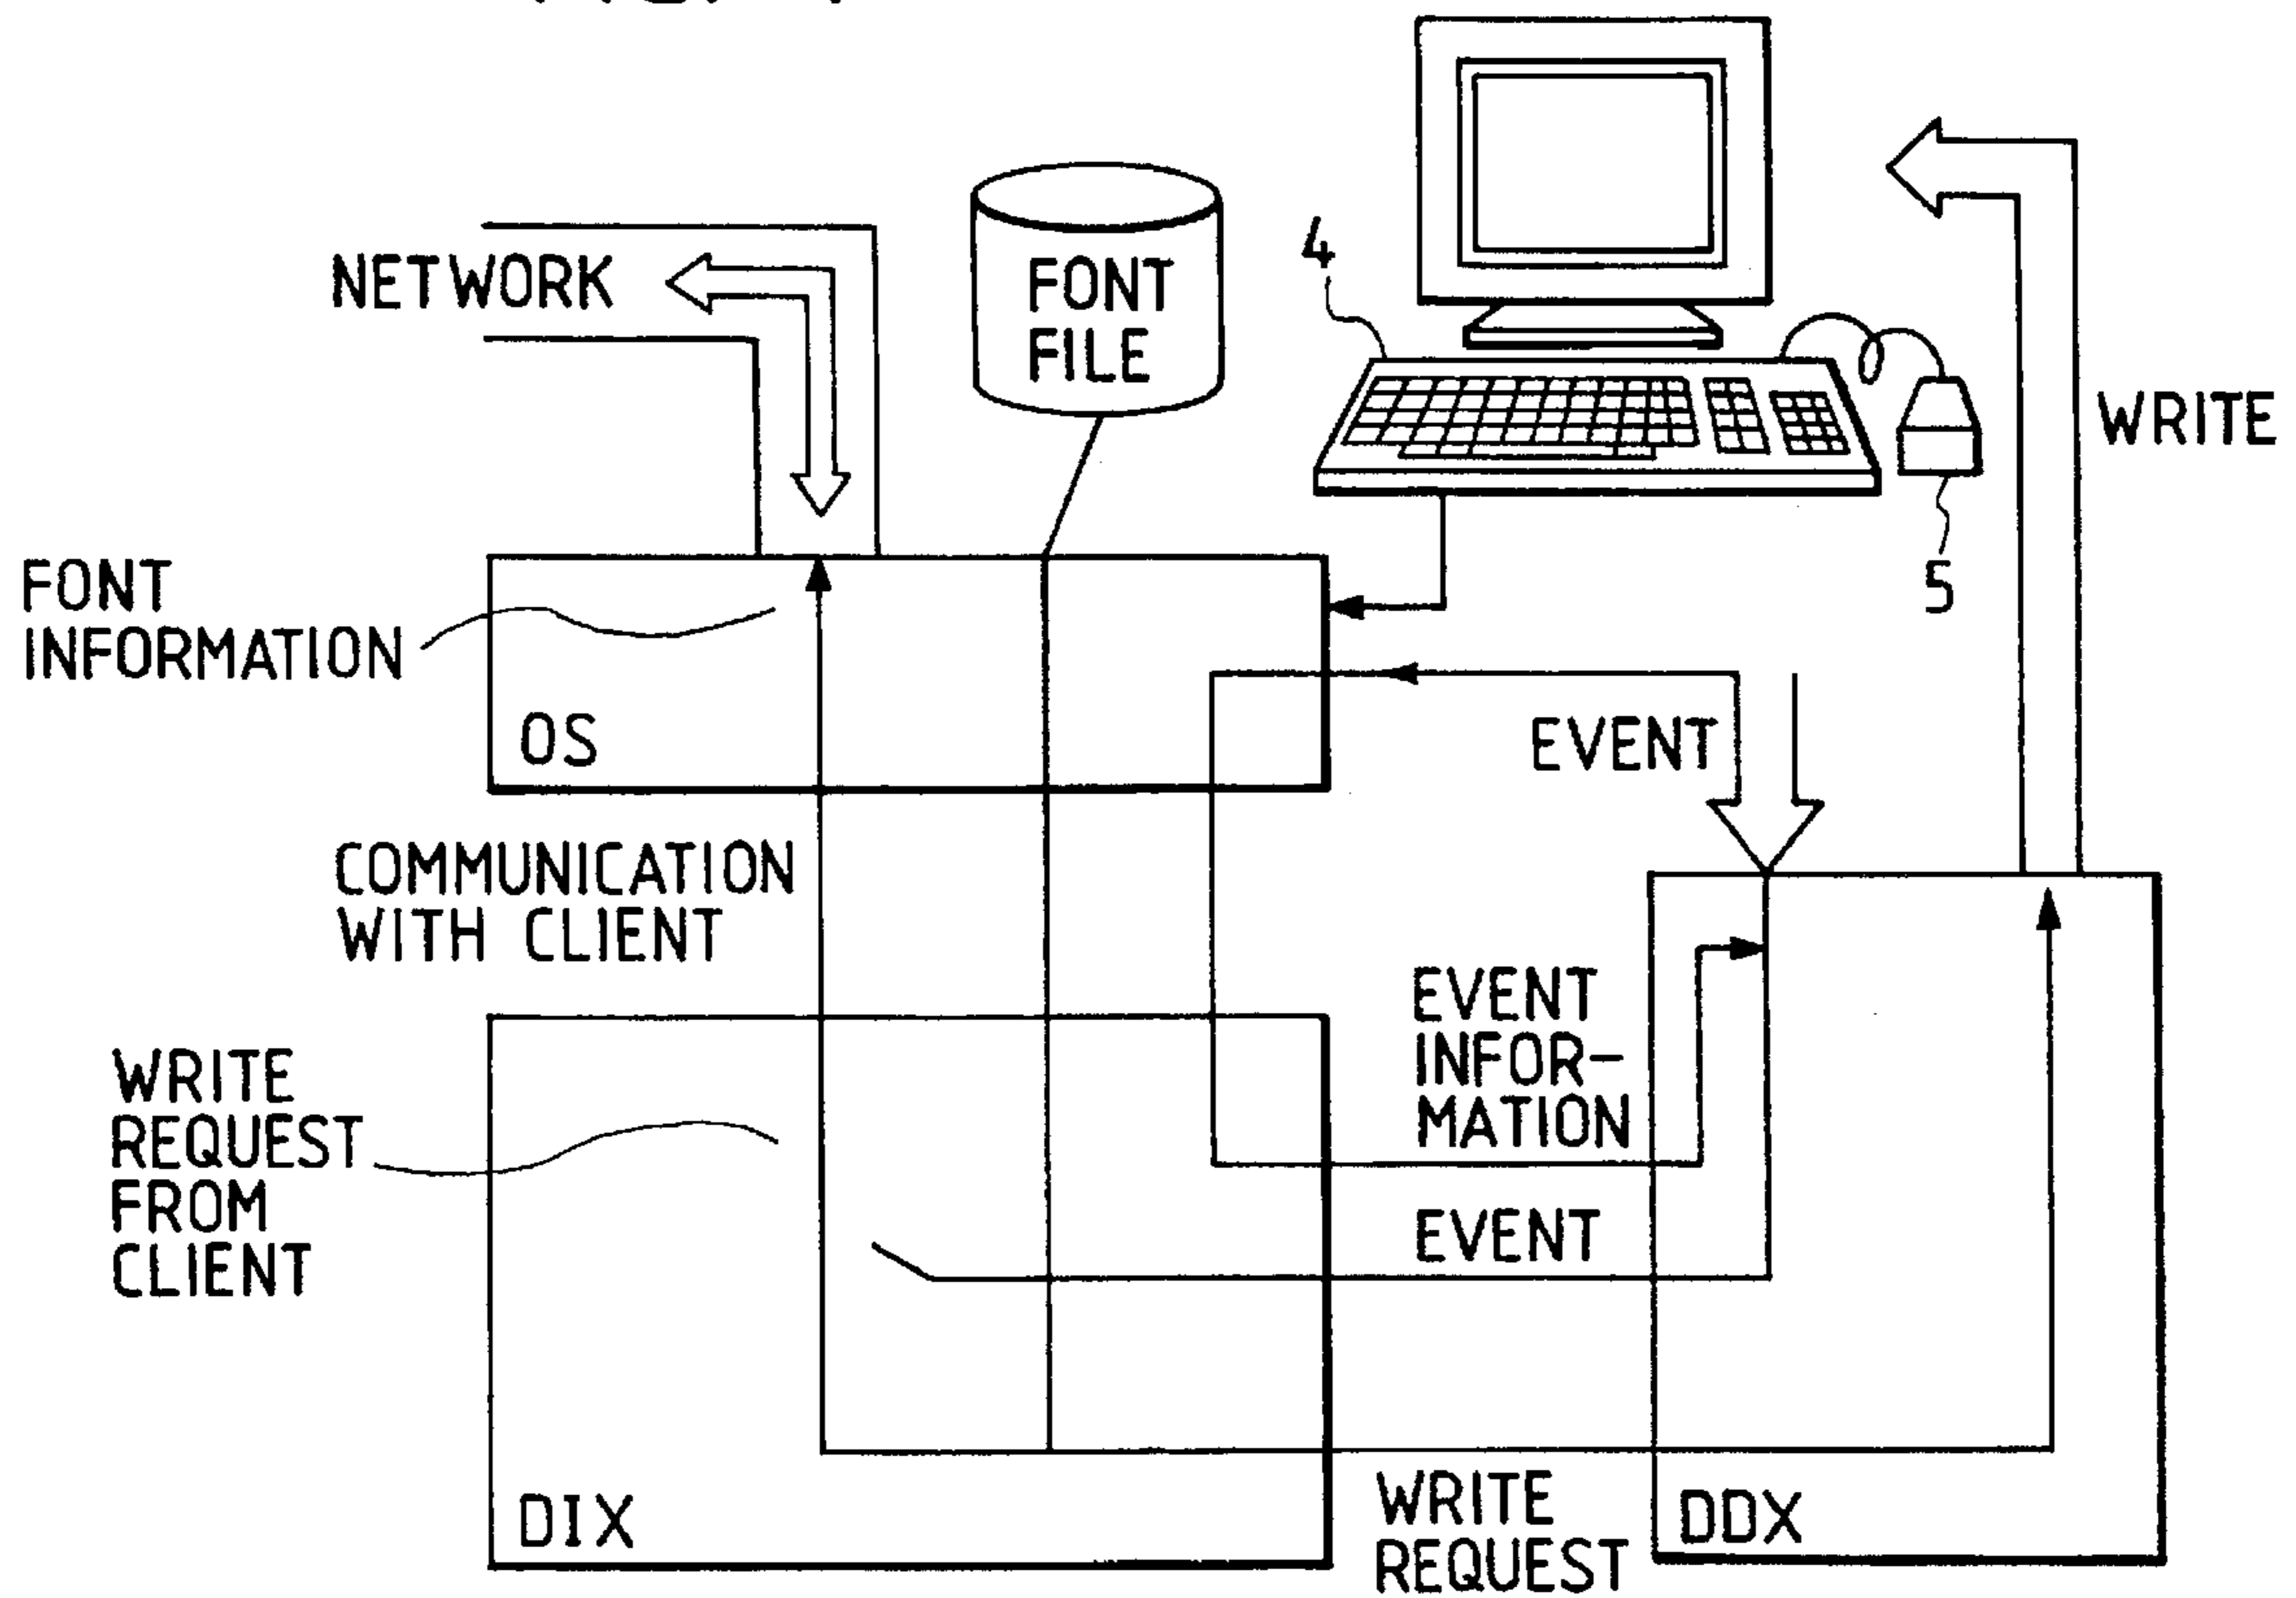 NETWORK
FONT
FILE
4
WRITE
5
FONT
INFORMATION
OS
EVENT
COMMUNICATION
WITH CLIENT
EVENT
INFOR-
MATION
WRITE
REQUEST
FROM
CLIENT
EVENT
DIX
WRITE
REQUEST
DDX